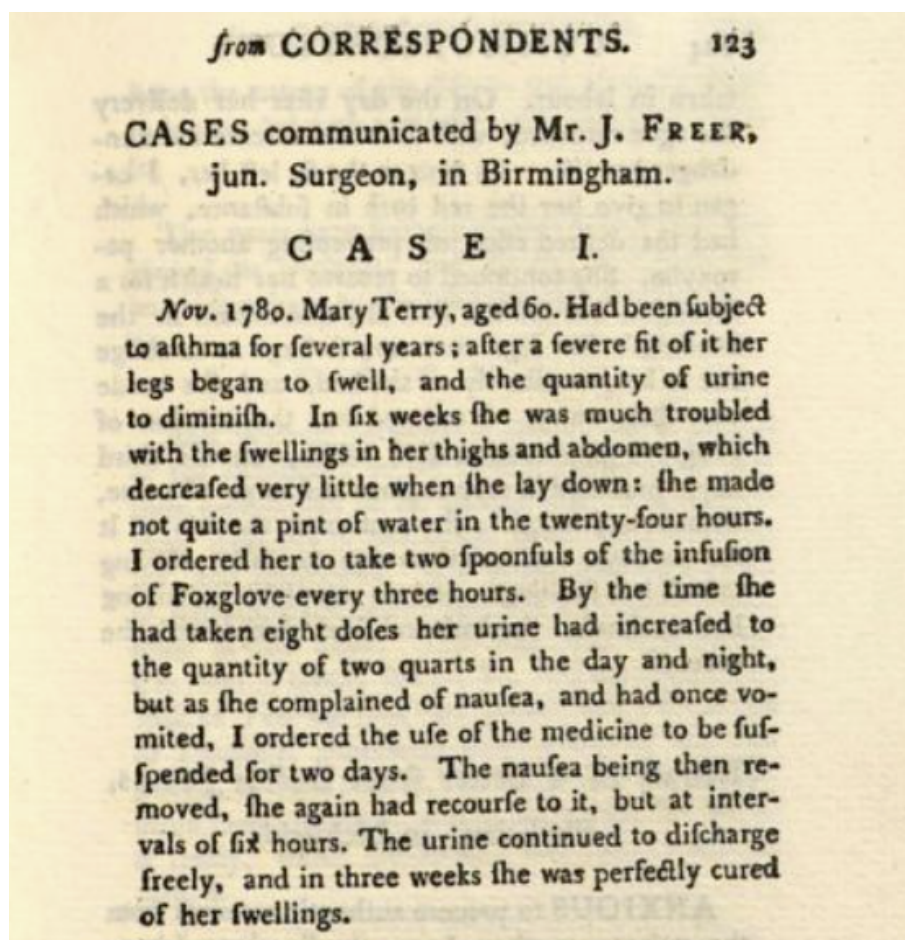 from CORRESPONDENTS. 123
CASES communicated by Mr. J. FREER,
jun. Surgeon, in Birmingham.
CASE I.
Nov. 1780. Mary Terry, aged 60. Had been ſubject
to aſthma for ſeveral years; after a ſevere fit of it her
legs began to ſwell, and the quantity of urine
to diminiſh. In ſix weeks ſhe was much troubled
with the ſwellings in her thighs and abdomen, which
decreaſed very little when ſhe lay down: ſhe made
not quite a pint of water in the twenty-four hours.
I ordered her to take two ſpoonfuls of the infuſion
of Foxglove every three hours. By the time ſhe
had taken eight doſes her urine had increaſed to
the quantity of two quarts in the day and night,
but as ſhe complained of nauſea, and had once vo-
mited, I ordered the uſe of the medicine to be ſuſ-
ſpended for two days. The nauſea being then re-
moved, ſhe again had recourſe to it, but at inter-
vals of ſix hours. The urine continued to diſcharge
freely, and in three weeks ſhe was perfectly cured
of her ſwellings.